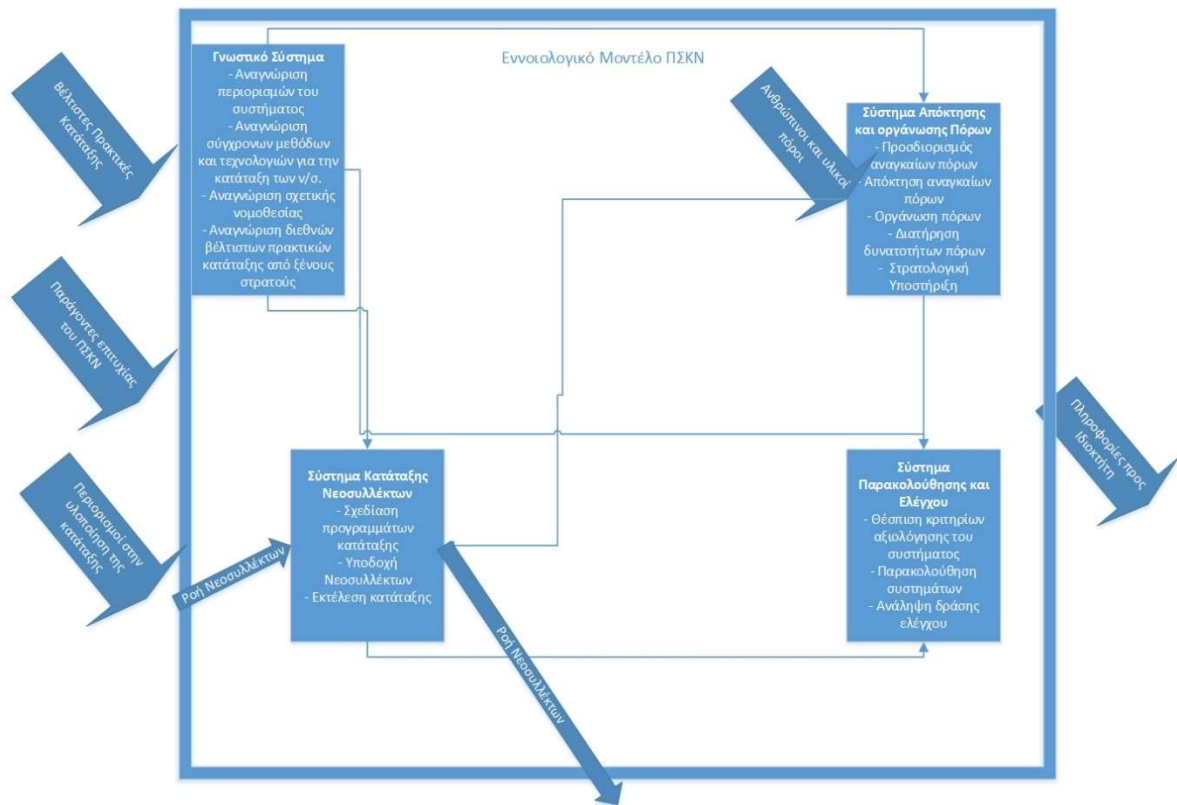 Εννοιολογικό Μοντέλο ΠΣΚΝ
Βέλτιστες Πρακτικές
Κατάταξης
Γνωστικό Σύστημα
- Αναγνώριση
περιορισμών του
συστήματος
- Αναγνώριση
σύγχρονων μεθόδων
και τεχνολογιών για την
κατάταξη των ν/σ.
- Αναγνώριση σχετικής
νομοθεσίας
- Αναγνώριση διεθνών
βέλτιστων πρακτικών
κατάταξης από ξένους
στρατούς
Ανθρώπινοι και υλικοί
πόροι
Σύστημα Απόκτησης
και οργάνωσης Πόρων
- Προσδιορισμός
αναγκαίων πόρων
- Απόκτηση αναγκαίων
πόρων
- Οργάνωση πόρων
- Διατήρηση
δυνατοτήτων πόρων
- Στρατολογική
Υποστήριξη
Παράγοντες επιτυχίας
του ΠΣΚΝ
Περιορισμοί στην
υλοποίηση της
κατάταξης
Ροή Νεοσυλλέκτων
Σύστημα Κατάταξης
Νεοσυλλέκτων
- Σχεδίαση
προγραμμάτων
κατάταξης
- Υποδοχή
Νεοσυλλέκτων
- Εκτέλεση κατάταξης
Ροή Νεοσυλλέκτων
Σύστημα
Παρακολούθησης και
Ελέγχου
- Θέσπιση κριτηρίων
αξιολόγησης του
συστήματος
- Παρακολούθηση
συστημάτων
- Ανάληψη δράσης
ελέγχου
Πληροφορίες προς
Ιδιοκτήτη